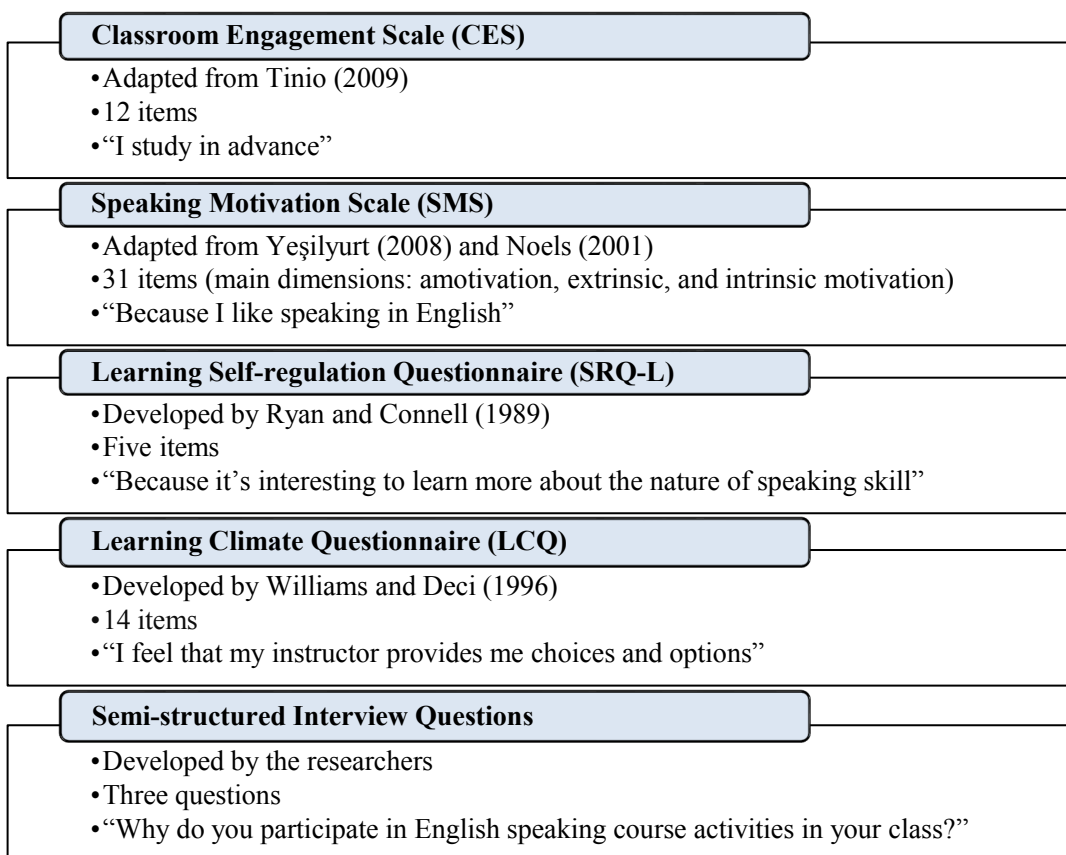 Classroom Engagement Scale (CES)
•Adapted from Tinio (2009)
•12 items
•“I study in advance”
Speaking Motivation Scale (SMS)
•Adapted from Yeşilyurt (2008) and Noels (2001)
•31 items (main dimensions: amotivation, extrinsic, and intrinsic motivation)
•“Because I like speaking in English”
Learning Self-regulation Questionnaire (SRQ-L)
•Developed by Ryan and Connell (1989)
•Five items
•“Because it’s interesting to learn more about the nature of speaking skill”
Learning Climate Questionnaire (LCQ)
•Developed by Williams and Deci (1996)
•14 items
•“I feel that my instructor provides me choices and options”
Semi-structured Interview Questions
•Developed by the researchers
•Three questions
•“Why do you participate in English speaking course activities in your class?”